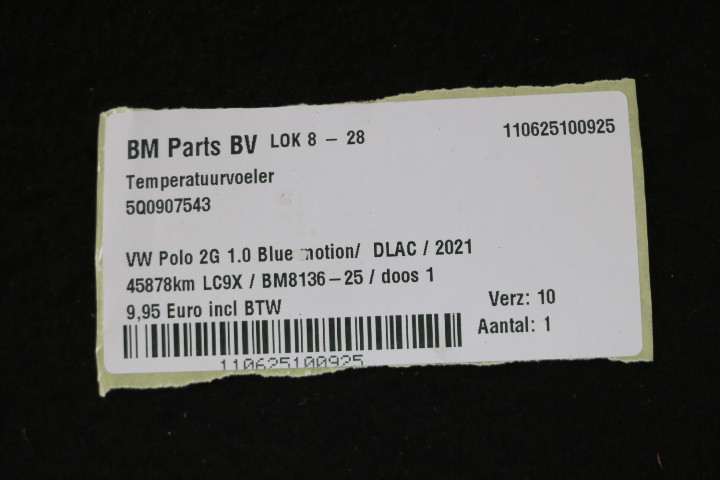 BM Parts BV LOK 8 - 28 110625100925
Temperatuurvoeler
5Q0907543
VW Polo 2G 1.0 Blue motion/ DLAC / 2021
45878km LC9X / BM8136-25 / doos 1
9,95 Euro incl BTW
Verz: 10
Aantal: 1
110625100925